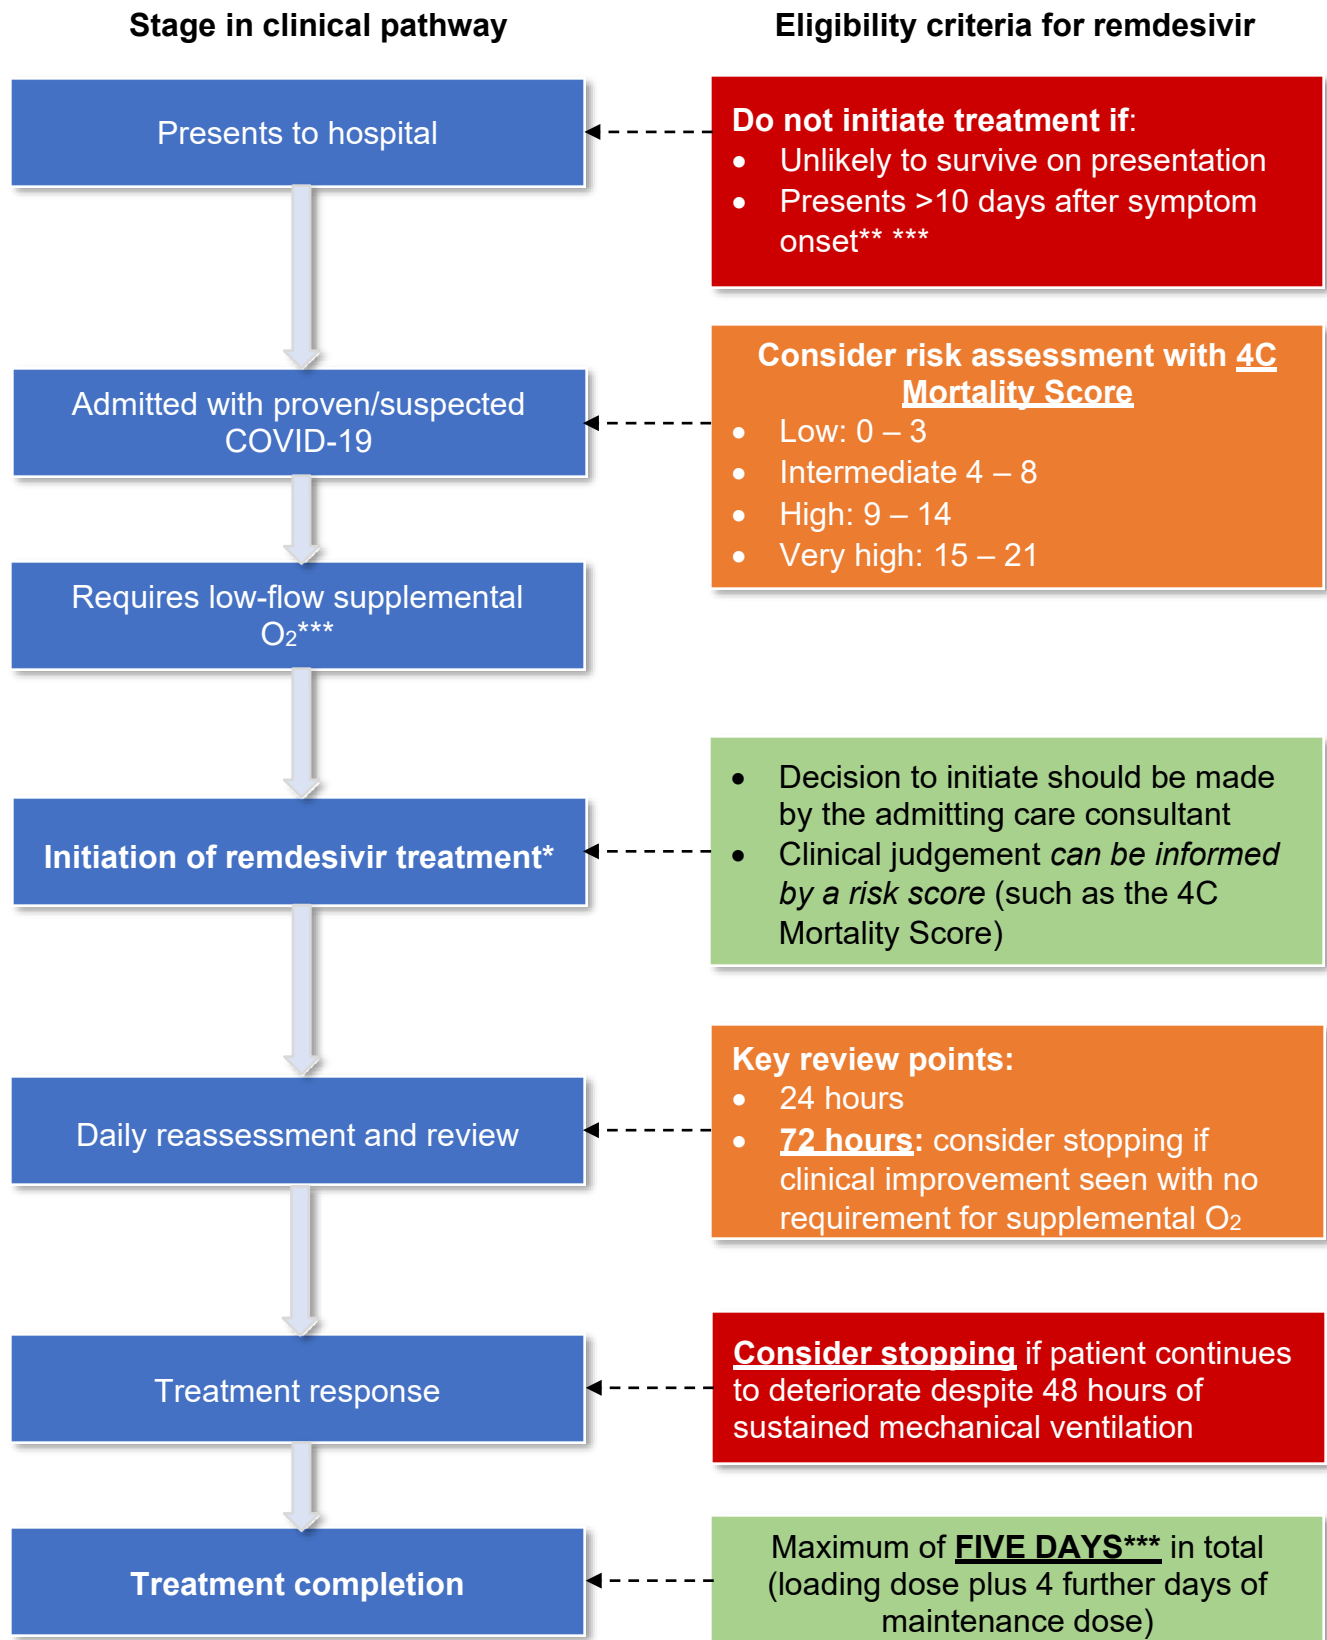 Stage in clinical pathway
Eligibility criteria for remdesivir
Presents to hospital
Do not initiate treatment if:
• Unlikely to survive on presentation
• Presents >10 days after symptom
onset** ***
Admitted with proven/suspected
COVID-19
Consider risk assessment with 4C
Mortality Score
• Low: 0 – 3
• Intermediate 4 – 8
• High: 9 – 14
• Very high: 15 – 21
Requires low-flow supplemental
O₂***
Initiation of remdesivir treatment*
• Decision to initiate should be made
by the admitting care consultant
• Clinical judgement can be informed
by a risk score (such as the 4C
Mortality Score)
Daily reassessment and review
Key review points:
• 24 hours
• 72 hours: consider stopping if
clinical improvement seen with no
requirement for supplemental O₂
Treatment response
Consider stopping if patient continues
to deteriorate despite 48 hours of
sustained mechanical ventilation
Treatment completion
Maximum of FIVE DAYS*** in total
(loading dose plus 4 further days of
maintenance dose)